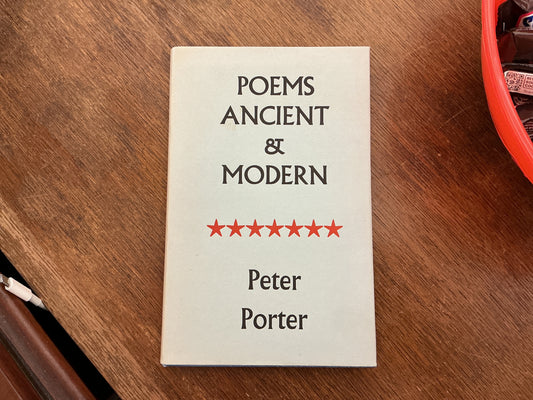 POEMS
ANCIENT
&
MODERN
Peter
Porter